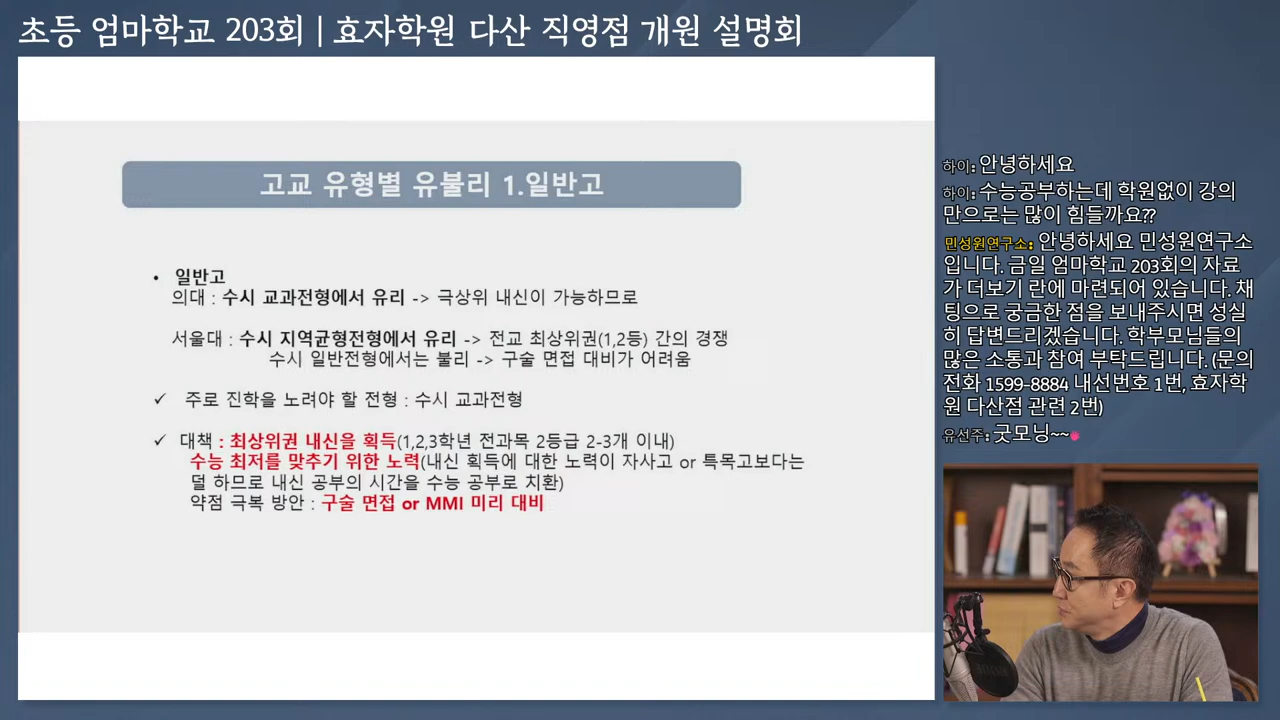 초등 엄마학교 203회 | 효자학원 다산 직영점 개원 설명회
고교 유형별 유불리 1.일반고
• 일반고
의대 : 수시 교과전형에서 유리 -> 극상위 내신이 가능하므로
서울대 : 수시 지역균형전형에서 유리 -> 전교 최상위권(1,2등) 간의 경쟁
수시 일반전형에서는 불리 -> 구술 면접 대비가 어려움
✓ 주로 진학을 노려야 할 전형 : 수시 교과전형
✓ 대책 : 최상위권 내신을 획득(1,2,3학년 전과목 2등급 2-3개 이내)
수능 최저를 맞추기 위한 노력(내신 획득에 대한 노력이 자사고 or 특목고보다는
덜 하므로 내신 공부의 시간을 수능 공부로 치환)
약점 극복 방안 : 구술 면접 or MMI 미리 대비
하이: 안녕하세요
하이: 수능공부하는데 학원없이 강의
만으로는 많이 힘들까요??
민성원연구소: 안녕하세요 민성원연구소
입니다. 금일 엄마학교 203회의 자료
가 더보기 란에 마련되어 있습니다. 채
팅으로 궁금한 점을 보내주시면 성실
히 답변드리겠습니다. 학부모님들의
많은 소통과 참여 부탁드립니다. (문의
전화 1599-8884 내선번호 1번, 효자학
원 다산점 관련 2번)
유선주: 굿모닝~~